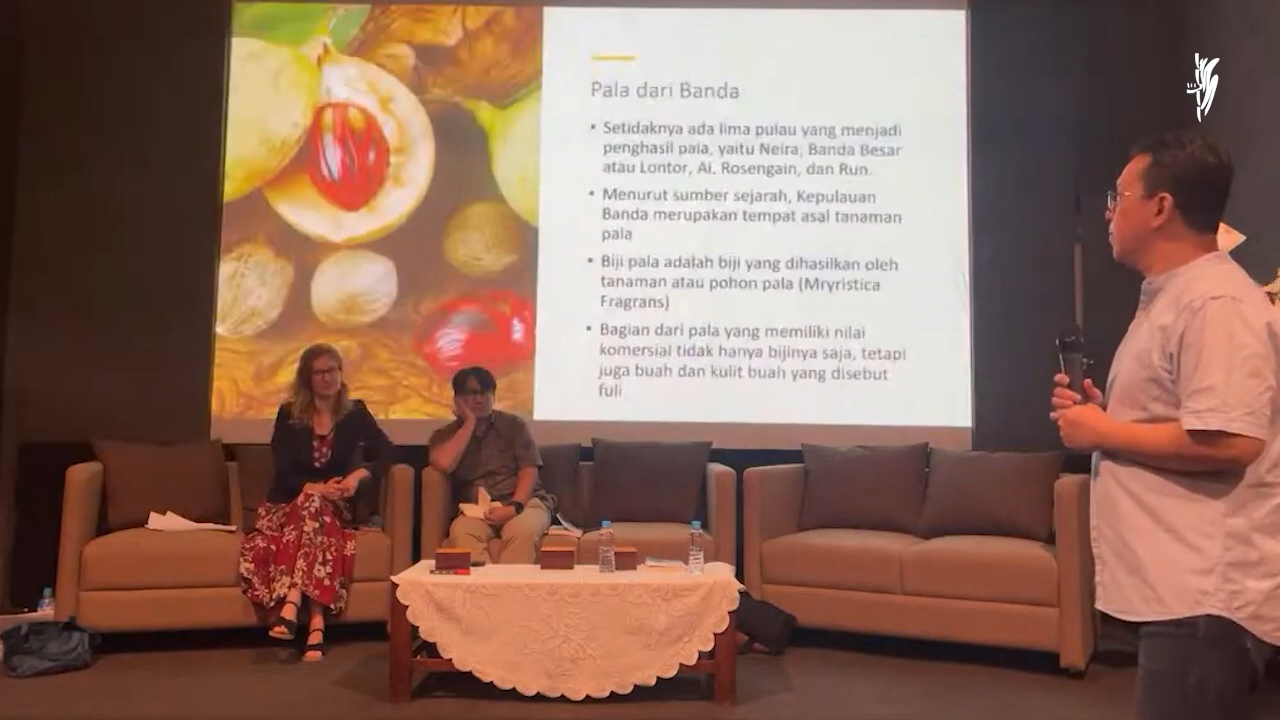 Pala dari Banda
• Setidaknya ada lima pulau yang menjadi
penghasil pala, yaitu Neira, Banda Besar
atau Lontor, Ai, Rosengain, dan Run.
• Menurut sumber sejarah, Kepulauan
Banda merupakan tempat asal tanaman
pala
• Biji pala adalah biji yang dihasilkan oleh
tanaman atau pohon pala (Mryristica
Fragrans)
• Bagian dari pala yang memiliki nilai
komersial tidak hanya bijinya saja, tetapi
juga buah dan kulit buah yang disebut
fuli